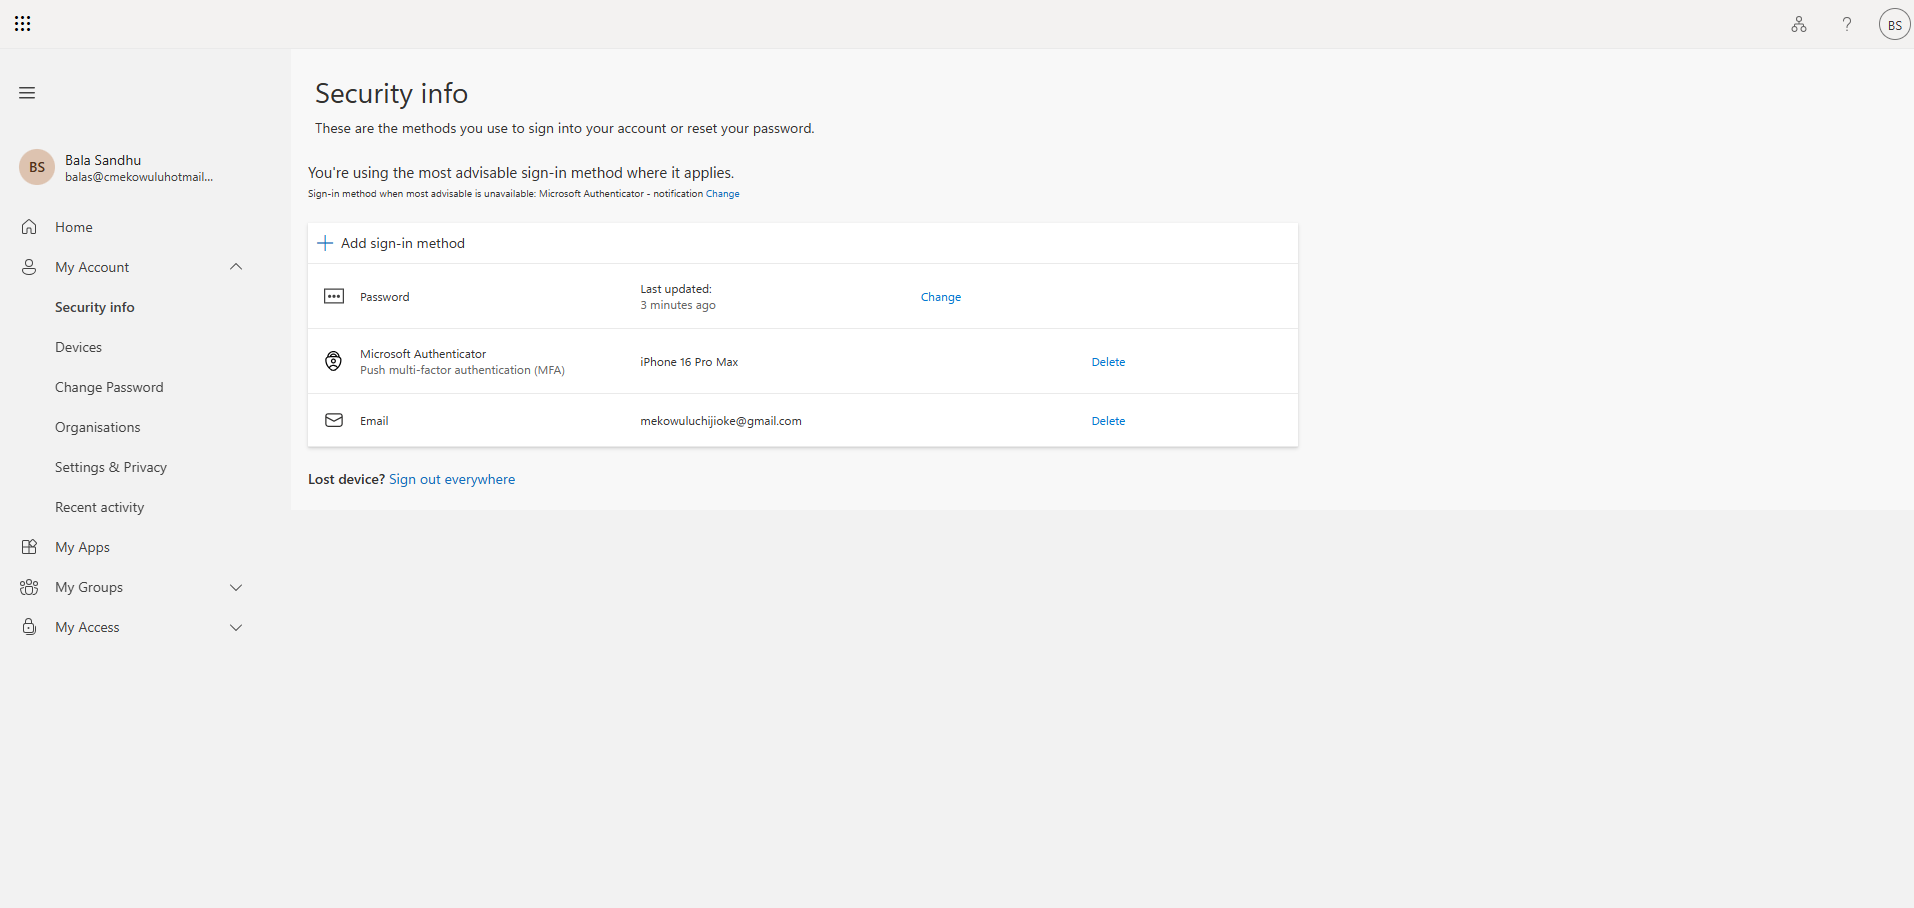 BS
Bala Sandhu
balas@cmekowuluhotmail...
Home
My Account
Security info
Devices
Change Password
Organisations
Settings & Privacy
Recent activity
My Apps
My Groups
My Access
Security info
These are the methods you use to sign into your account or reset your password.
You're using the most advisable sign-in method where it applies.
Sign-in method when most advisable is unavailable: Microsoft Authenticator - notification Change
Add sign-in method
Password
Last updated:
3 minutes ago
Change
Microsoft Authenticator
Push multi-factor authentication (MFA)
iPhone 16 Pro Max
Delete
Email
mekowuluchijioke@gmail.com
Delete
Lost device? Sign out everywhere
? BS